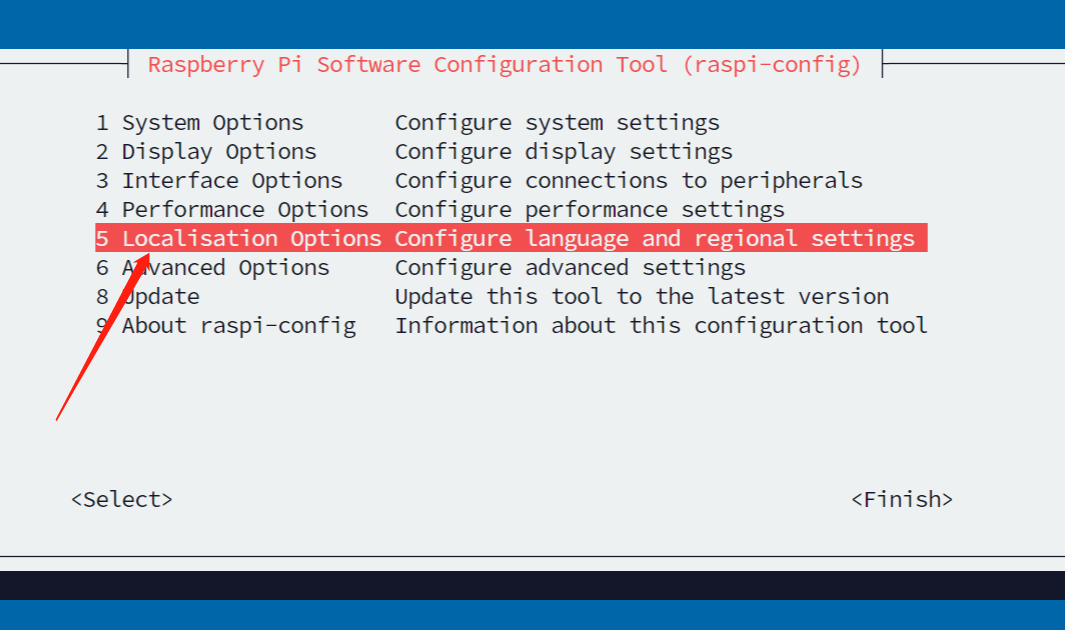 Raspberry Pi Software Configuration Tool (raspi-config)
1 System Options Configure system settings
2 Display Options Configure display settings
3 Interface Options Configure connections to peripherals
4 Performance Options Configure performance settings
5 Localisation Options Configure language and regional settings
6 Advanced Options Configure advanced settings
8 Update Update this tool to the latest version
9 About raspi-config Information about this configuration tool
<Select> <Finish>